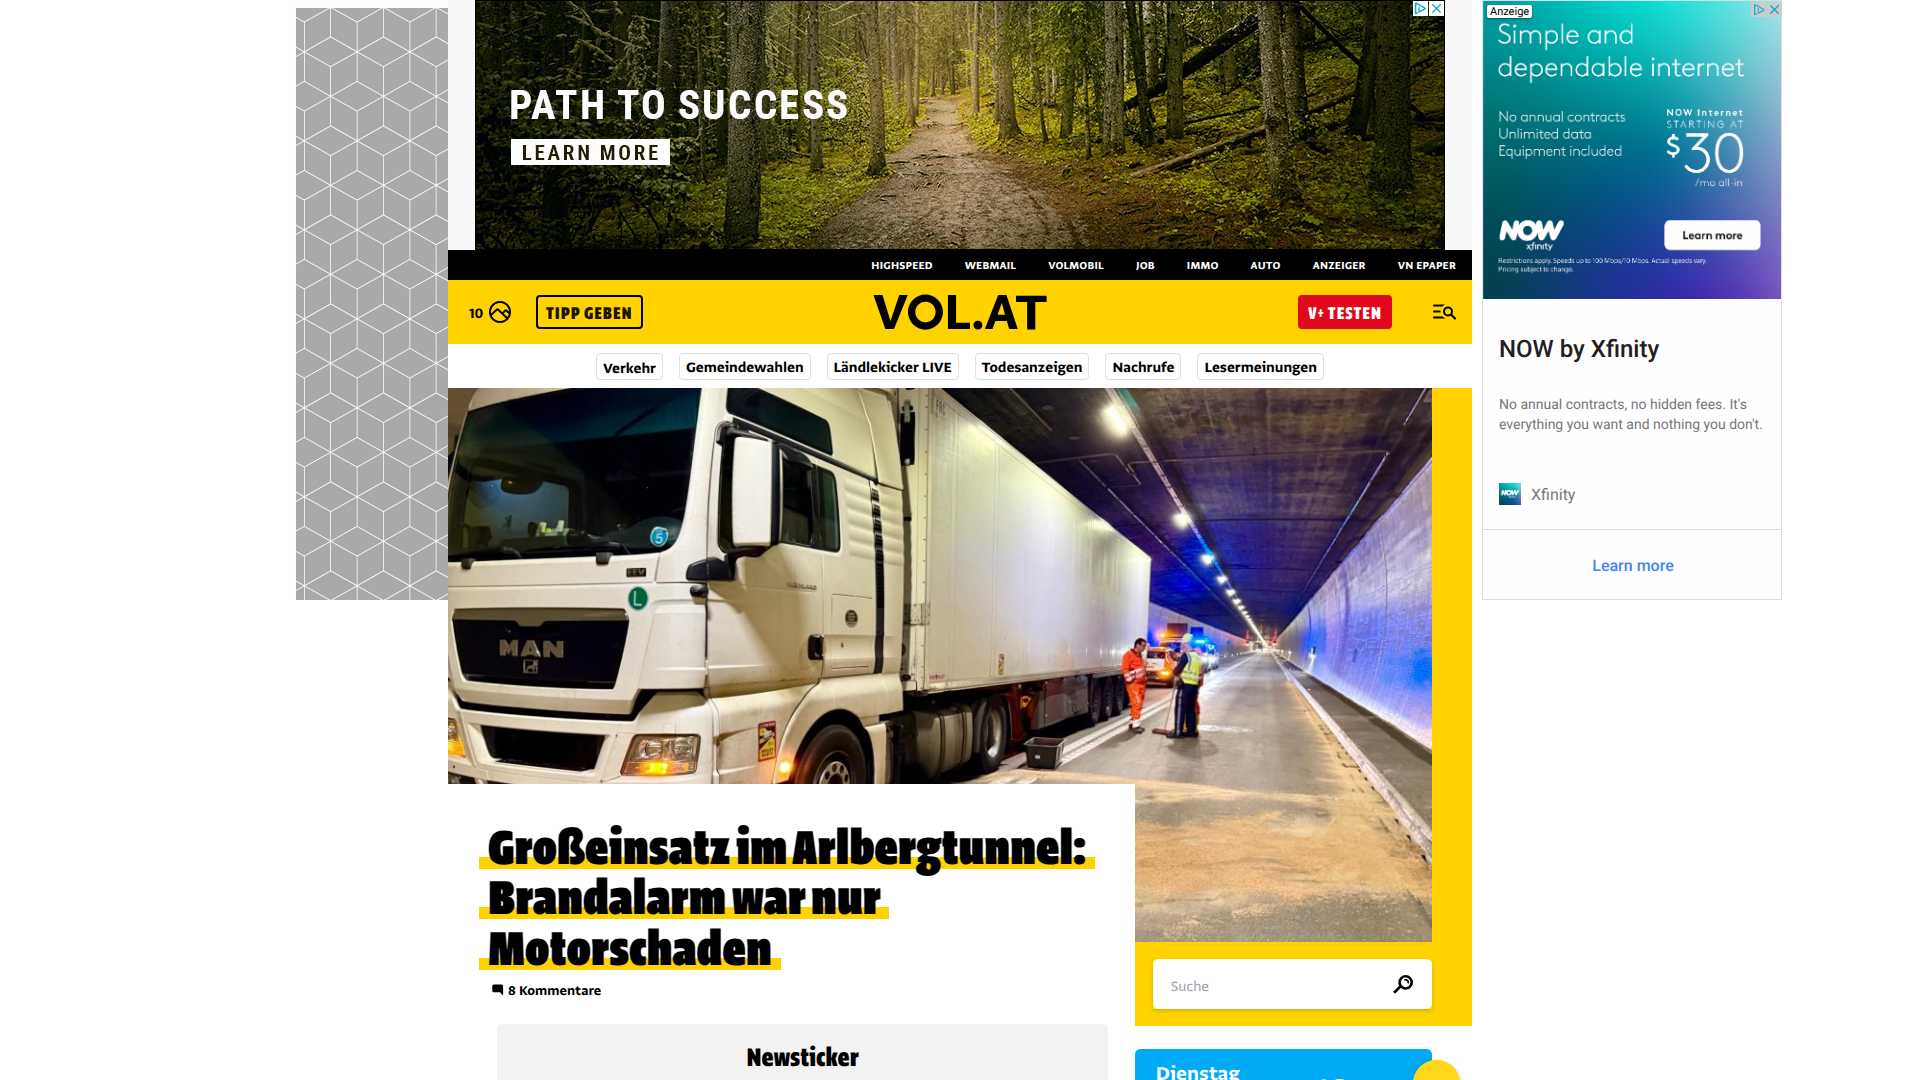 PATH TO SUCCESS
LEARN MORE
Anzeige
Simple and
dependable internet
No annual contracts
Unlimited data
Equipment included
NOW Internet
STARTING AT
$30
/mo all-in
NOW
xfinity
Learn more
Restrictions apply. Speeds up to 100 Mbps/10 Mbps. Actual speeds vary.
Pricing subject to change.
NOW by Xfinity
No annual contracts, no hidden fees. It's
everything you want and nothing you don't.
NOW
Xfinity
Learn more
HIGHSPEED WEBMAIL VOLMOBIL JOB IMMO AUTO ANZEIGER VN EPAPER
10
TIPP GEBEN
VOL.AT
V+ TESTEN
Verkehr Gemeindewahlen Ländlekicker LIVE Todesanzeigen Nachrufe Lesermeinungen
5
L
MAN
Großeinsatz im Arlbergtunnel:
Brandalarm war nur
Motorschaden
8 Kommentare
Suche
Newsticker
Dienstag